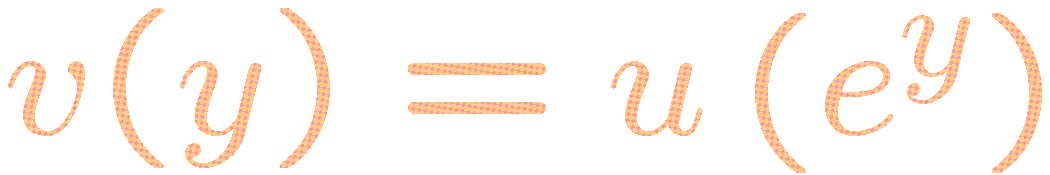 v(y) = u(e^y)